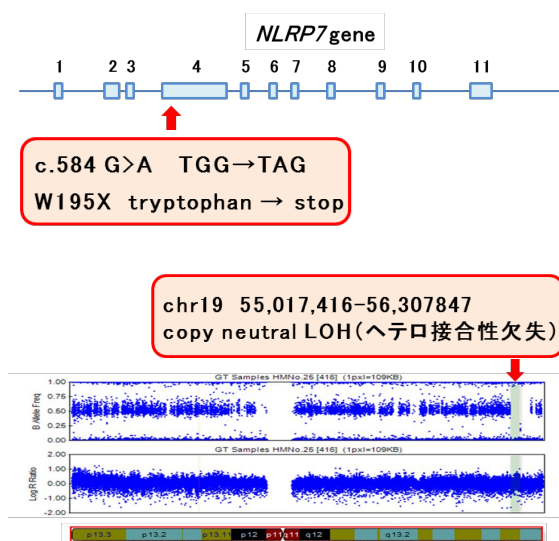 NLRP7 gene
1 2 3 4 5 6 7 8 9 10 11
c.584 G>A TGG→TAG
W195X tryptophan → stop
chr19 55,017,416-56,307847
copy neutral LOH(ヘテロ接合性欠失)
GT Samples HMNo.25 [416] (1pxl=109KB)
B Allele Freq
1.00
0.75
0.50
0.25
0.00
GT Samples HMNo.25 [416] (1pxl=109KB)
Log R Ratio
2.00
1.00
0.00
-1.00
-2.00
p13.3 p13.2 p13.11 p12 p11 q11 q12 q13.2